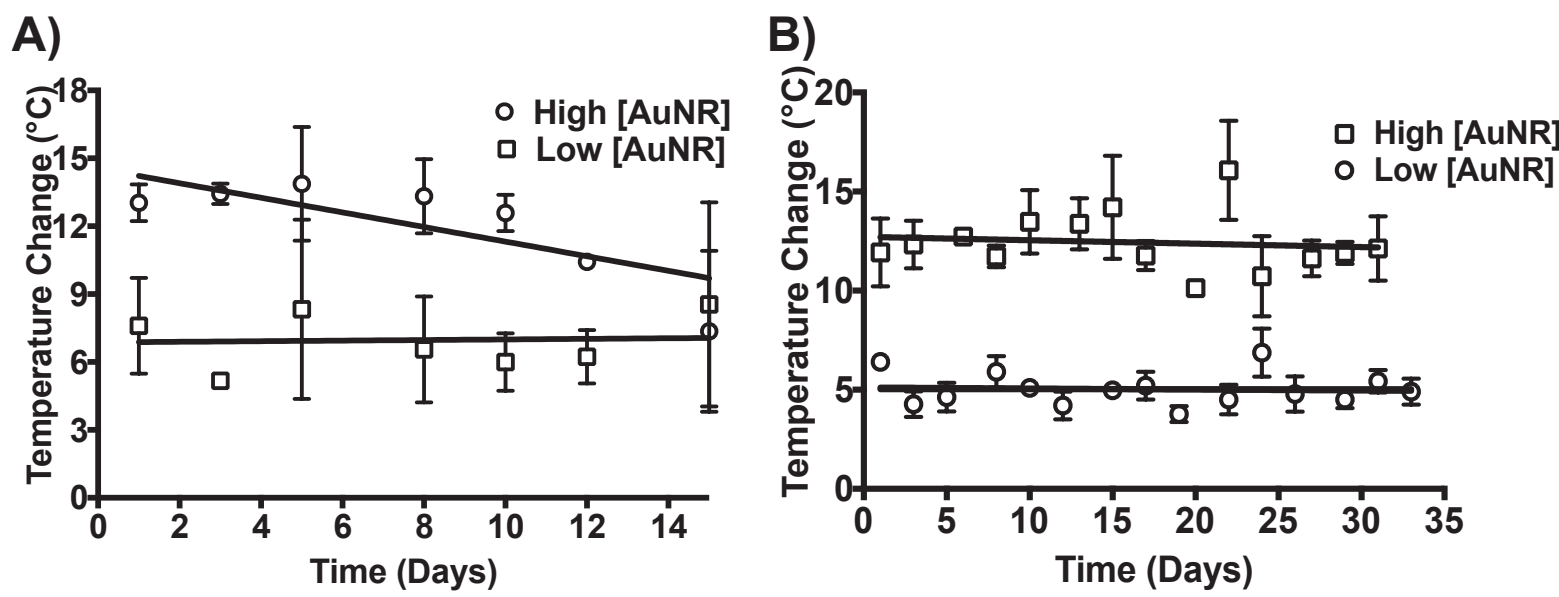 A)
Temperature Change (°C)
18
15
12
9
6
3
0
0 2 4 6 8 10 12 14
Time (Days)
High [AuNR]
Low [AuNR]
B)
Temperature Change (°C)
20
15
10
5
0
0 5 10 15 20 25 30 35
Time (Days)
High [AuNR]
Low [AuNR]